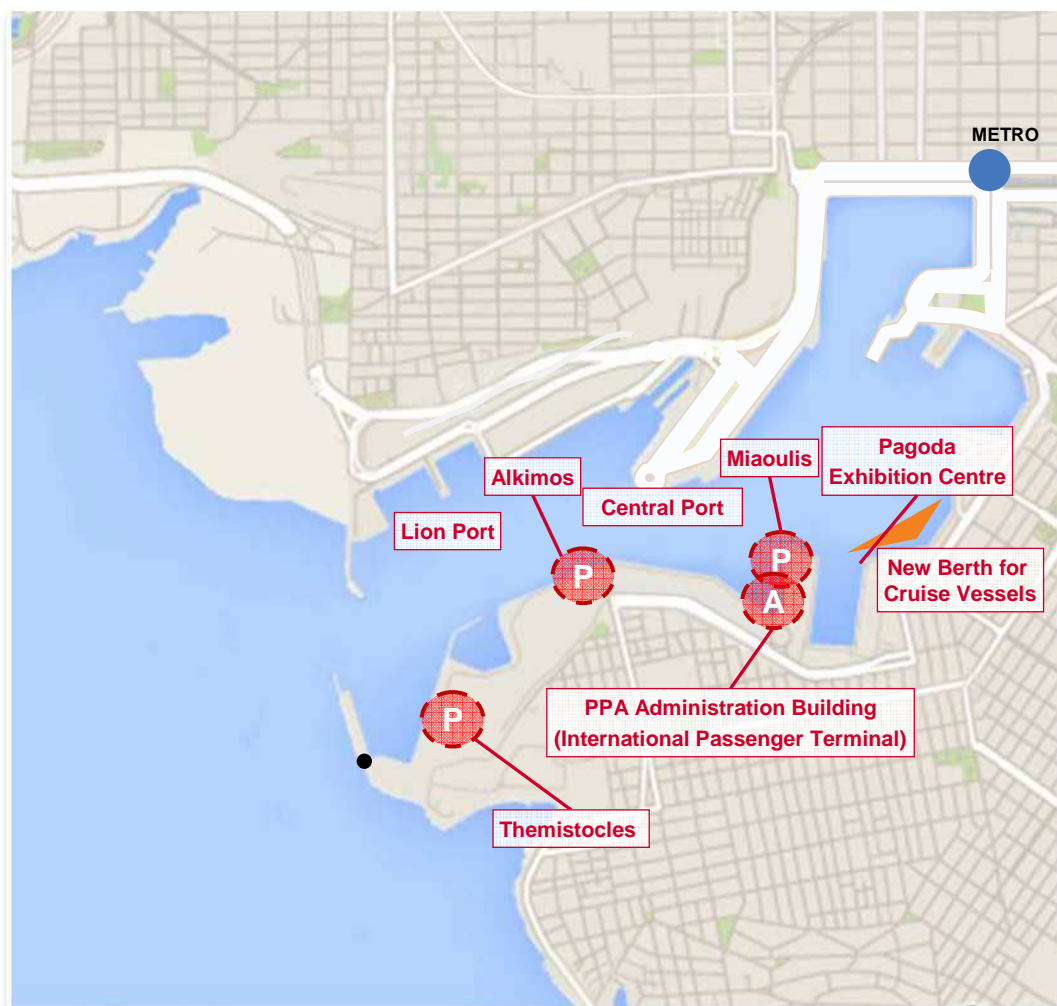 METRO
Pagoda
Exhibition Centre
Miaoulis
Alkimos
Central Port
Lion Port
New Berth for
Cruise Vessels
P
P
A
P
PPA Administration Building
(International Passenger Terminal)
Themistocles